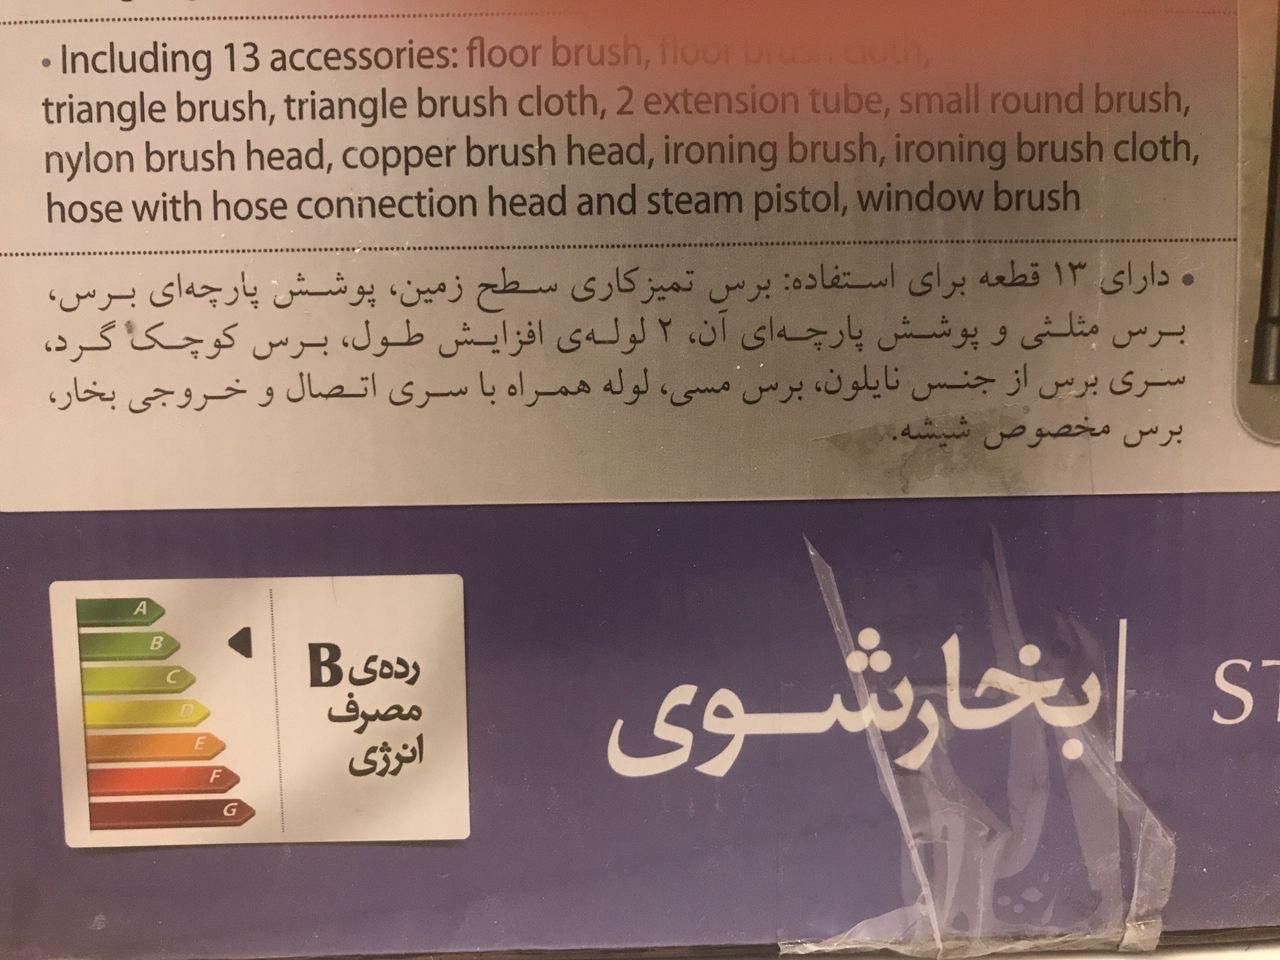 • Including 13 accessories: floor brush, floor brush cloth,
triangle brush, triangle brush cloth, 2 extension tube, small round brush,
nylon brush head, copper brush head, ironing brush, ironing brush cloth,
hose with hose connection head and steam pistol, window brush
• دارای ۱۳ قطعه برای استفاده: برس تمیزکاری سطح زمین، پوشش پارچه‌ای برس،
برس مثلثی و پوشش پارچه‌ای آن، ۲ لوله‌ی افزایش طول، برس کوچک گرد،
سری برس از جنس نایلون، برس مسی، لوله همراه با سری اتصال و خروجی بخار،
برس مخصوص شیشه.
A
B
C
D
E
F
G
رده‌ی B
مصرف
انرژی
بخارشوی
ST